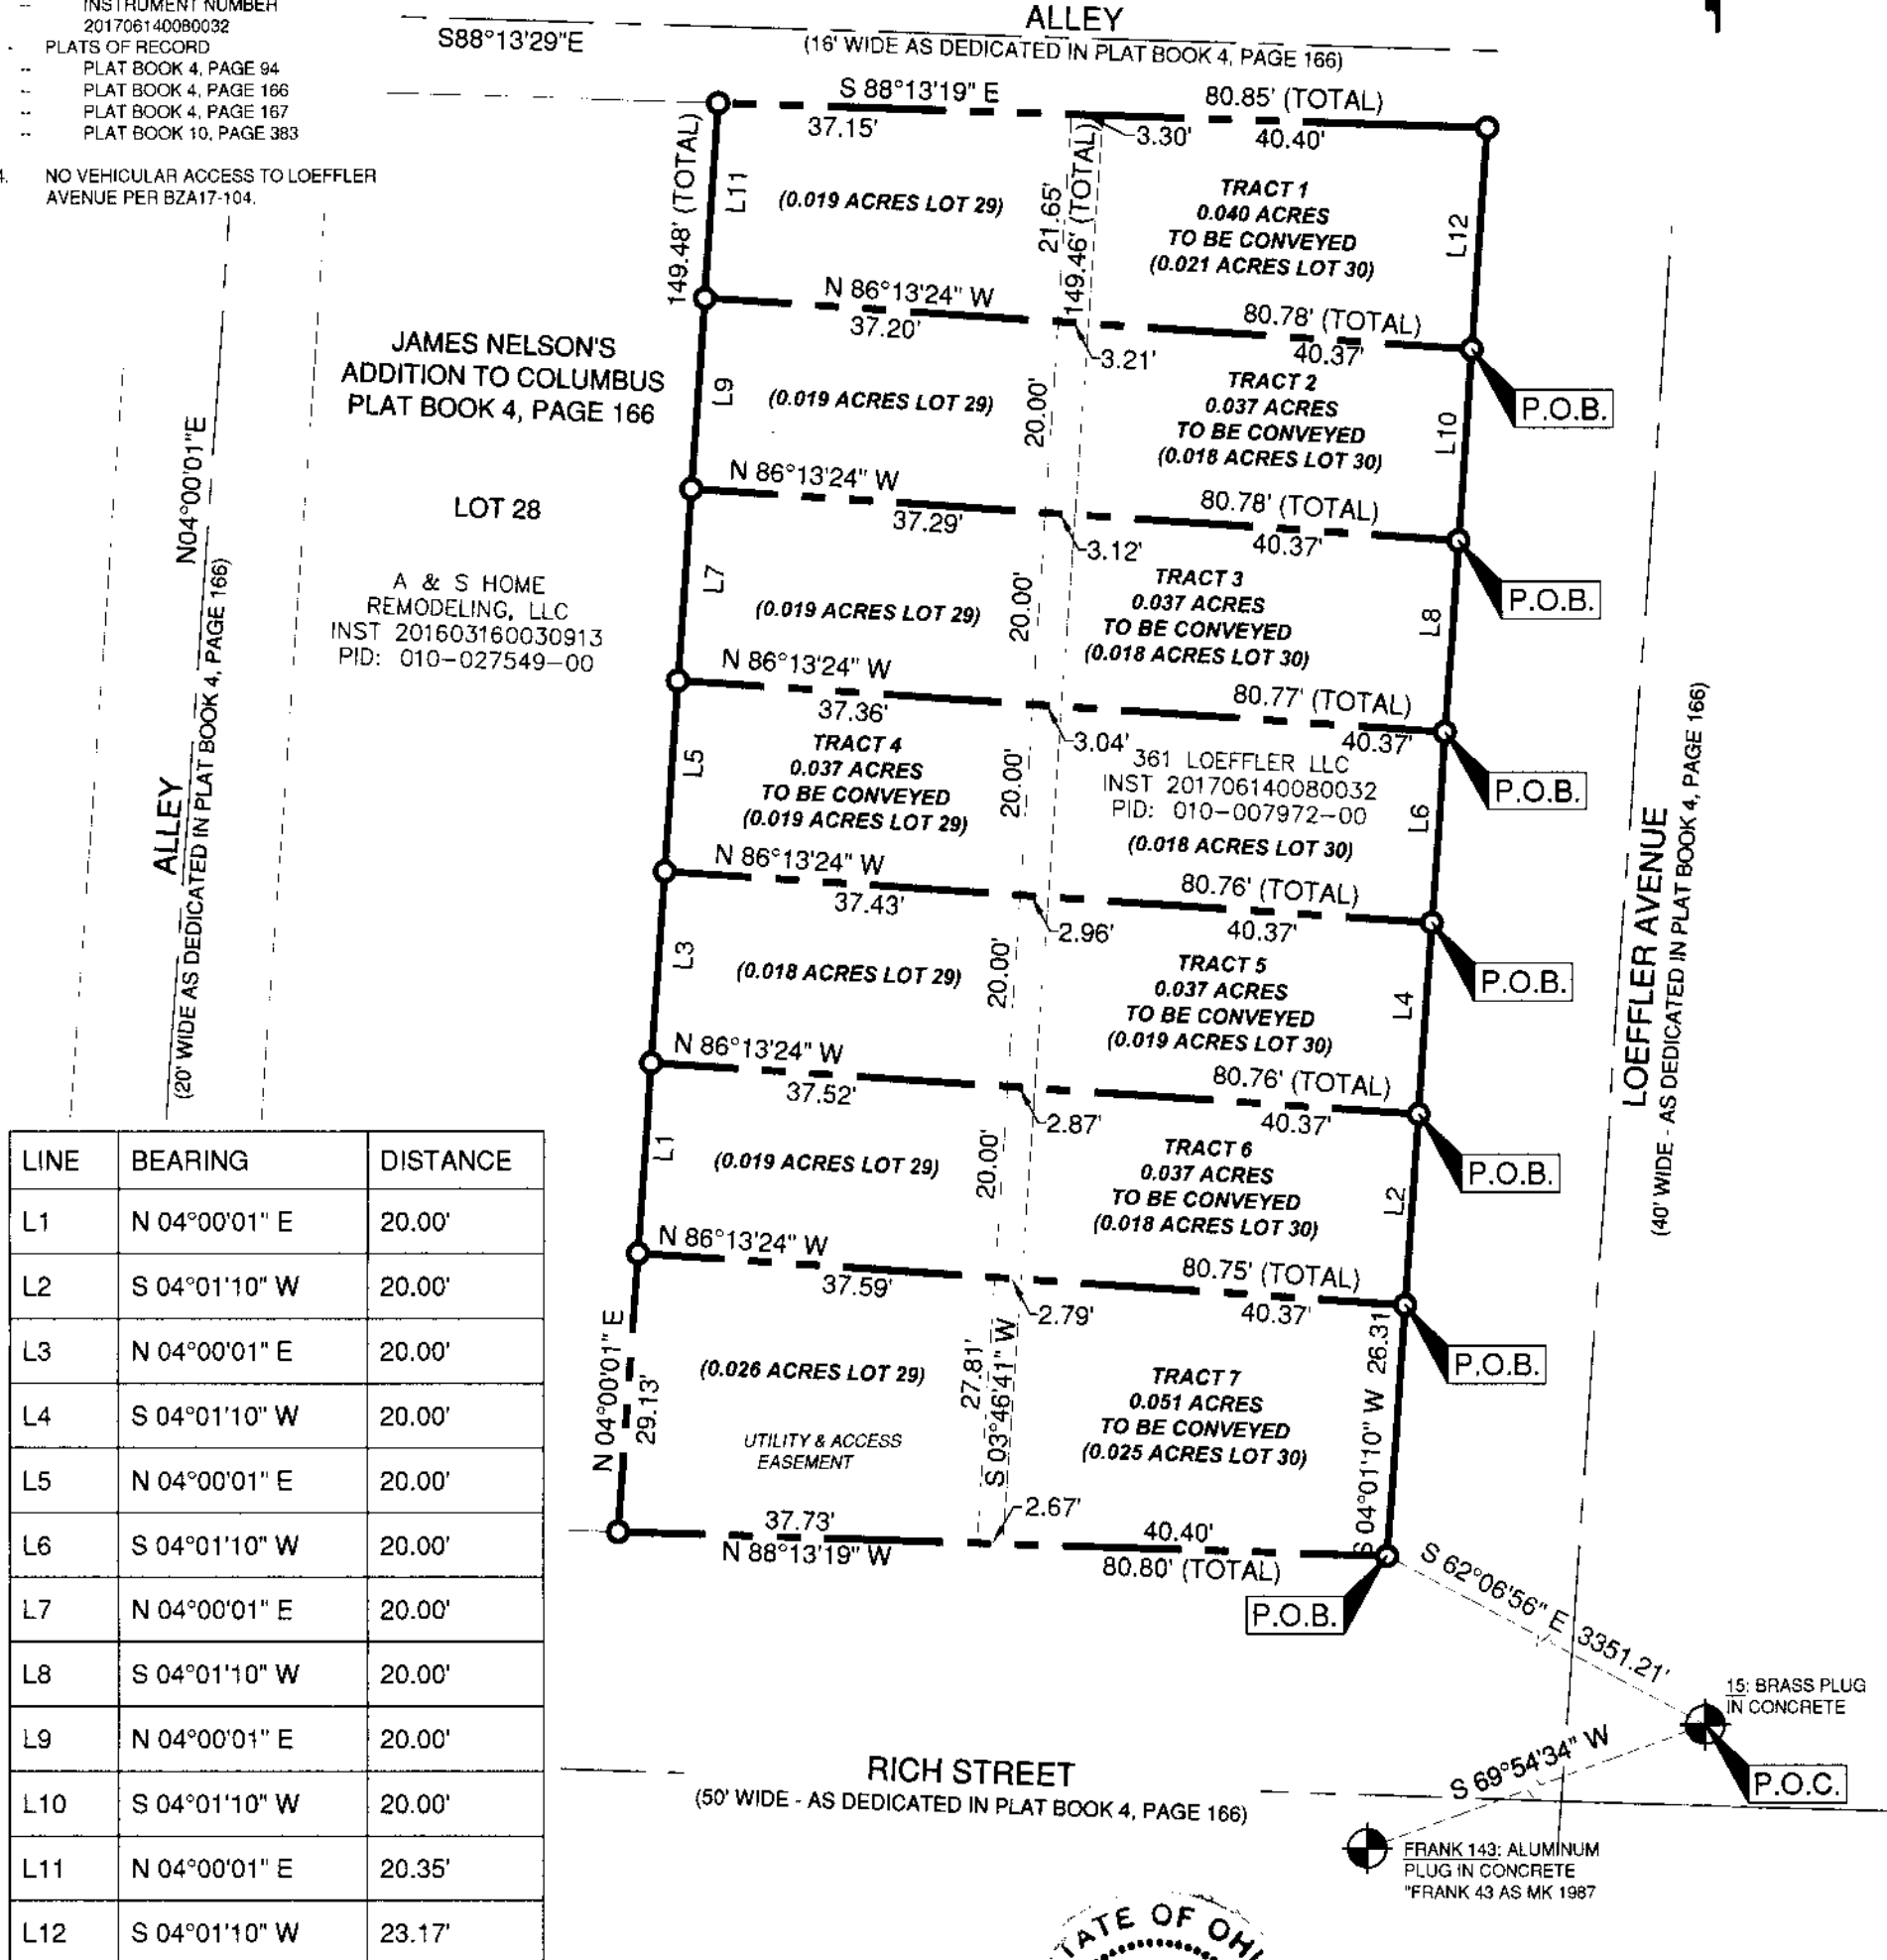 INSTRUMENT NUMBER
201706140080032
PLATS OF RECORD
-- PLAT BOOK 4, PAGE 94
-- PLAT BOOK 4, PAGE 166
-- PLAT BOOK 4, PAGE 167
-- PLAT BOOK 10, PAGE 383
NO VEHICULAR ACCESS TO LOEFFLER
AVENUE PER BZA17-104.
ALLEY
(16' WIDE AS DEDICATED IN PLAT BOOK 4, PAGE 166)
S88°13'29"E
S 88°13'19" E
80.85' (TOTAL)
37.15'
3.30'
40.40'
149.48' (TOTAL)
L11
(0.019 ACRES LOT 29)
21.65'
149.46' (TOTAL)
TRACT 1
0.040 ACRES
TO BE CONVEYED
(0.021 ACRES LOT 30)
L12
N 86°13'24" W
80.78' (TOTAL)
37.20'
3.21'
40.37'
P.O.B.
JAMES NELSON'S
ADDITION TO COLUMBUS
PLAT BOOK 4, PAGE 166
L9
(0.019 ACRES LOT 29)
20.00'
TRACT 2
0.037 ACRES
TO BE CONVEYED
(0.018 ACRES LOT 30)
L10
N 86°13'24" W
80.78' (TOTAL)
37.29'
3.12'
40.37'
P.O.B.
LOT 28
A & S HOME
REMODELING, LLC
INST 201603160030913
PID: 010-027549-00
L7
(0.019 ACRES LOT 29)
20.00'
TRACT 3
0.037 ACRES
TO BE CONVEYED
(0.018 ACRES LOT 30)
L8
N 86°13'24" W
80.77' (TOTAL)
37.36'
3.04'
40.37'
P.O.B.
L5
TRACT 4
0.037 ACRES
TO BE CONVEYED
(0.019 ACRES LOT 29)
20.00'
361 LOEFFLER LLC
INST 201706140080032
PID: 010-007972-00
(0.018 ACRES LOT 30)
L6
N 86°13'24" W
80.76' (TOTAL)
37.43'
2.96'
40.37'
P.O.B.
L3
(0.018 ACRES LOT 29)
20.00'
TRACT 5
0.037 ACRES
TO BE CONVEYED
(0.019 ACRES LOT 30)
L4
N 86°13'24" W
80.76' (TOTAL)
37.52'
2.87'
40.37'
P.O.B.
L1
(0.019 ACRES LOT 29)
20.00'
TRACT 6
0.037 ACRES
TO BE CONVEYED
(0.018 ACRES LOT 30)
L2
N 86°13'24" W
80.75' (TOTAL)
37.59'
2.79'
40.37'
P.O.B.
N 04°00'01" E
29.13'
(0.026 ACRES LOT 29)
UTILITY & ACCESS
EASEMENT
27.81'
S 03°46'41" W
TRACT 7
0.051 ACRES
TO BE CONVEYED
(0.025 ACRES LOT 30)
S 04°01'10" W 26.31'
37.73'
2.67'
40.40'
N 88°13'19" W
80.80' (TOTAL)
P.O.B.
ALLEY
N04°00'01"E
(20' WIDE AS DEDICATED IN PLAT BOOK 4, PAGE 166)
LOEFFLER AVENUE
(40' WIDE - AS DEDICATED IN PLAT BOOK 4, PAGE 166)
S 62°06'56" E 3351.21'
15: BRASS PLUG
IN CONCRETE
P.O.C.
S 69°54'34" W
FRANK 143: ALUMINUM
PLUG IN CONCRETE
"FRANK 43 AS MK 1987
RICH STREET
(50' WIDE - AS DEDICATED IN PLAT BOOK 4, PAGE 166)
LINE BEARING DISTANCE
L1 N 04°00'01" E 20.00'
L2 S 04°01'10" W 20.00'
L3 N 04°00'01" E 20.00'
L4 S 04°01'10" W 20.00'
L5 N 04°00'01" E 20.00'
L6 S 04°01'10" W 20.00'
L7 N 04°00'01" E 20.00'
L8 S 04°01'10" W 20.00'
L9 N 04°00'01" E 20.00'
L10 S 04°01'10" W 20.00'
L11 N 04°00'01" E 20.35'
L12 S 04°01'10" W 23.17'
OF